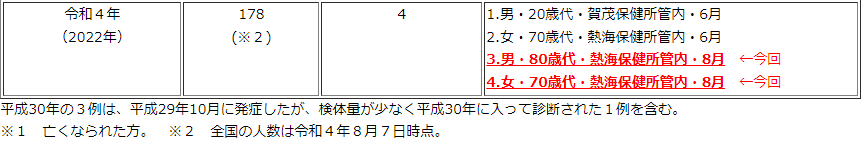 令和４年 178 4 1.男・20歳代・賀茂保健所管内・6月
（2022年） (※２) 2.女・70歳代・熱海保健所管内・6月
3.男・80歳代・熱海保健所管内・8月 ←今回
4.女・70歳代・熱海保健所管内・8月 ←今回
平成30年の３例は、平成29年10月に発症したが、検体量が少なく平成30年に入って診断された１例を含む。
※１　亡くなられた方。　※２　全国の人数は令和４年８月７日時点。